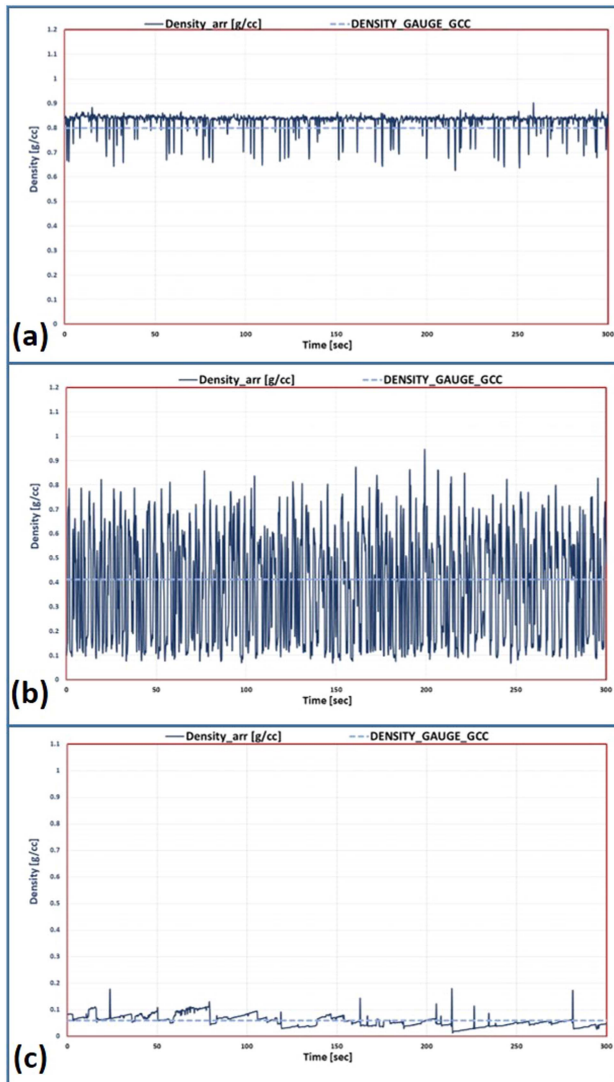 Density_arr [g/cc] DENSITY_GAUGE_GCC
1.2
1.1
1
0.9
0.8
0.7
0.6
0.5
0.4
0.3
0.2
0.1
0
Density [g/cc]
0 50 100 150 200 250 300
Time [sec]
(a)
Density_arr [g/cc] DENSITY_GAUGE_GCC
1.2
1.1
1
0.9
0.8
0.7
0.6
0.5
0.4
0.3
0.2
0.1
0
Density [g/cc]
0 50 100 150 200 250 300
Time [sec]
(b)
Density_arr [g/cc] DENSITY_GAUGE_GCC
1.1
1
0.9
0.8
0.7
0.6
0.5
0.4
0.3
0.2
0.1
0
Density [g/cc]
0 50 100 150 200 250 300
Time [sec]
(c)